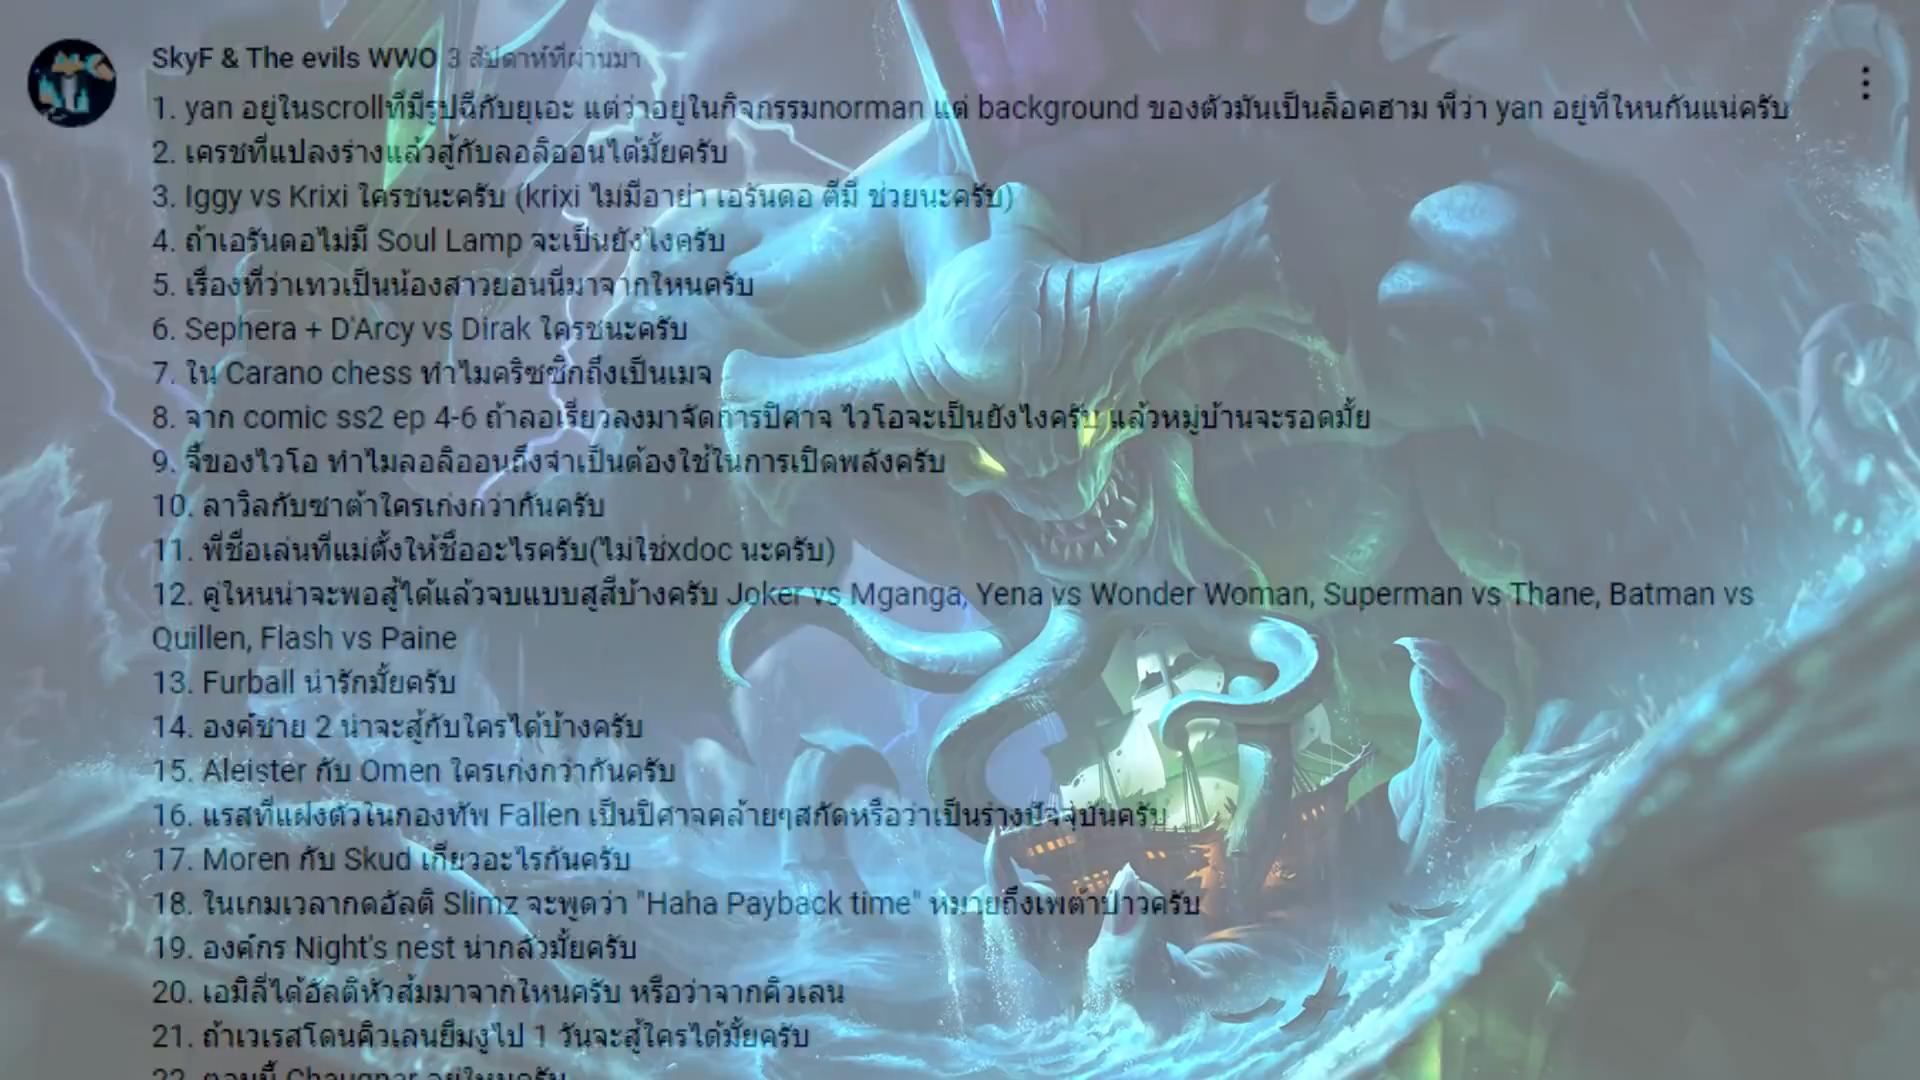 SkyF & The evils WWO 3 สัปดาห์ที่ผ่านมา
1. yan อยู่ในscrollที่มีรูปฉีกับยุเอะ แต่ว่าอยู่ในกิจกรรมnorman แต่ background ของตัวมันเป็นล็อคฮาม พี่ว่า yan อยู่ที่ใหนกันแน่ครับ
2. เครชที่แปลงร่างแล้วสู้กับลอลิออนได้มั้ยครับ
3. Iggy vs Krixi ใครชนะครับ (krixi ไม่มีอาย่า เอรันดอ ตีมี ช่วยนะครับ)
4. ถ้าเอรันดอไม่มี Soul Lamp จะเป็นยังไงครับ
5. เรื่องที่ว่าเทวเป็นน้องสาวยอนนี่มาจากใหนครับ
6. Sephera + D'Arcy vs Dirak ใครชนะครับ
7. ใน Carano chess ทำไมคริซซิกถึงเป็นเมจ
8. จาก comic ss2 ep 4-6 ถ้าลอเรียวลงมาจัดการปิศาจ ไวโอจะเป็นยังไงครับ แล้วหมู่บ้านจะรอดมั้ย
9. จี้ของไวโอ ทำไมลอลิออนถึงจำเป็นต้องใช้ในการเปิดพลังครับ
10. ลาวิลกับซาต้าใครเก่งกว่ากันครับ
11. พี่ชื่อเล่นที่แม่ตั้งให้ชื่ออะไรครับ(ไม่ใช่xdoc นะครับ)
12. คู่ใหนน่าจะพอสู้ได้แล้วจบแบบสูสีบ้างครับ Joker vs Mganga, Yena vs Wonder Woman, Superman vs Thane, Batman vs
Quillen, Flash vs Paine
13. Furball น่ารักมั้ยครับ
14. องค์ชาย 2 น่าจะสู้กับใครได้บ้างครับ
15. Aleister กับ Omen ใครเก่งกว่ากันครับ
16. แรสที่แฝงตัวในกองทัพ Fallen เป็นปิศาจคล้ายๆสกัดหรือว่าเป็นร่างปัจจุบันครับ
17. Moren กับ Skud เกี่ยวอะไรกันครับ
18. ในเกมเวลากดอัลติ Slimz จะพูดว่า "Haha Payback time" หมายถึงเพต้าป่าวครับ
19. องค์กร Night's nest น่ากลัวมั้ยครับ
20. เอมิลี่ได้อัลติหัวส้มมาจากใหนครับ หรือว่าจากคิวเลน
21. ถ้าเวเรสโดนคิวเลนยืมงูไป 1 วันจะสู้ใครได้มั้ยครับ
22. ตอนนี้ Chaugnar อยู่ใหนครับ